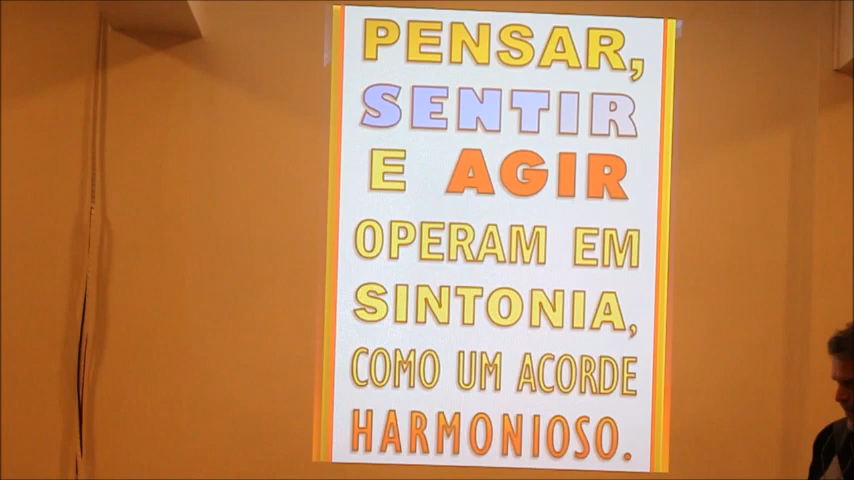 PENSAR,
SENTIR
E AGIR
OPERAM EM
SINTONIA,
COMO UM ACORDE
HARMONIOSO.